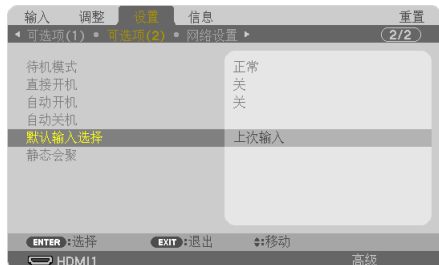 输入 调整 设置 信息 重置
可选项(1) 可选项(2) 网络设置 2/2
待机模式 正常
直接开机 关
自动开机 关
自动关机
默认输入选择 上次输入
静态会聚
ENTER:选择 EXIT:退出 :移动
HDMI1 高级